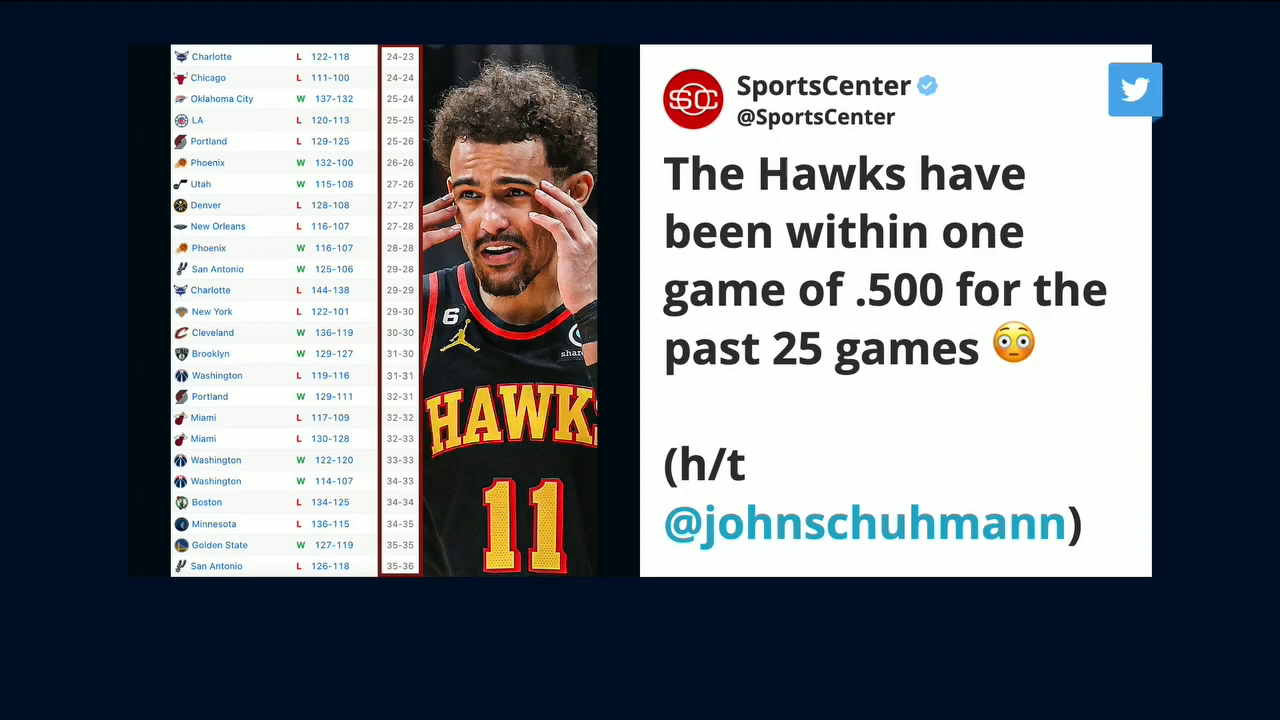 Charlotte L 122-118 24-23
Chicago L 111-100 24-24
Oklahoma City W 137-132 25-24
LA L 120-113 25-25
Portland L 129-125 25-26
Phoenix W 132-100 26-26
Utah W 115-108 27-26
Denver L 128-108 27-27
New Orleans L 116-107 27-28
Phoenix W 116-107 28-28
San Antonio W 125-106 29-28
Charlotte L 144-138 29-29
New York L 122-101 29-30
Cleveland W 136-119 30-30
Brooklyn W 129-127 31-30
Washington L 119-116 31-31
Portland W 129-111 32-31
Miami L 117-109 32-32
Miami L 130-128 32-33
Washington W 122-120 33-33
Washington W 114-107 34-33
Boston L 134-125 34-34
Minnesota L 136-115 34-35
Golden State W 127-119 35-35
San Antonio L 126-118 35-36
6
share
HAWKS
11
SC
SportsCenter
@SportsCenter
The Hawks have
been within one
game of .500 for the
past 25 games 😳
(h/t
@johnschuhmann)